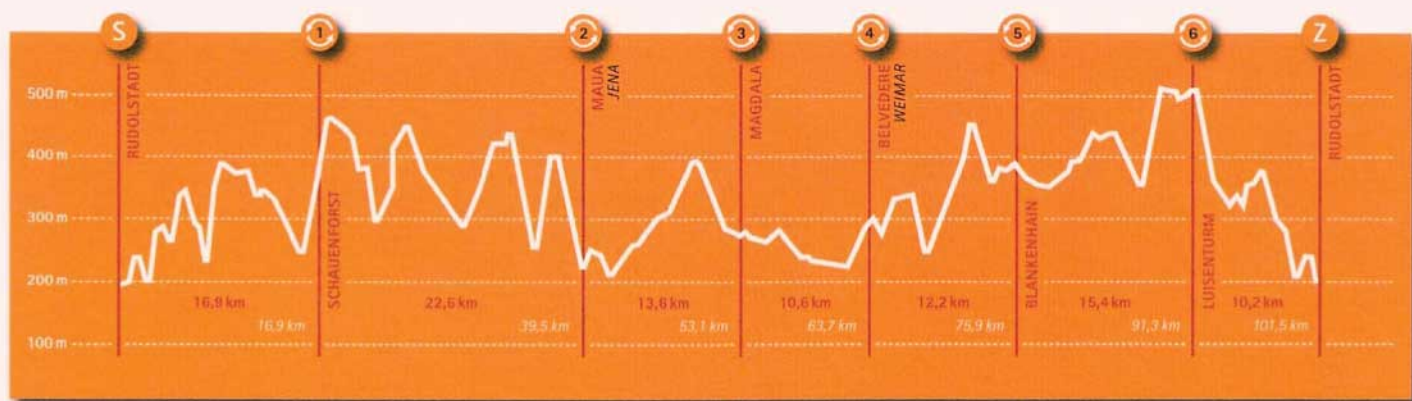 S 1 2 3 4 5 6 Z
RUDOLSTADT
SCHAUENFORST
MAUA
JENA
MAGDALA
BELVEDERE
WEIMAR
BLANKENHAIN
LUISENTURM
RUDOLSTADT
500 m
400 m
300 m
200 m
16,9 km 22,6 km 13,6 km 10,6 km 12,2 km 15,4 km 10,2 km
16,9 km 39,5 km 53,1 km 63,7 km 75,9 km 91,3 km 101,5 km
100 m